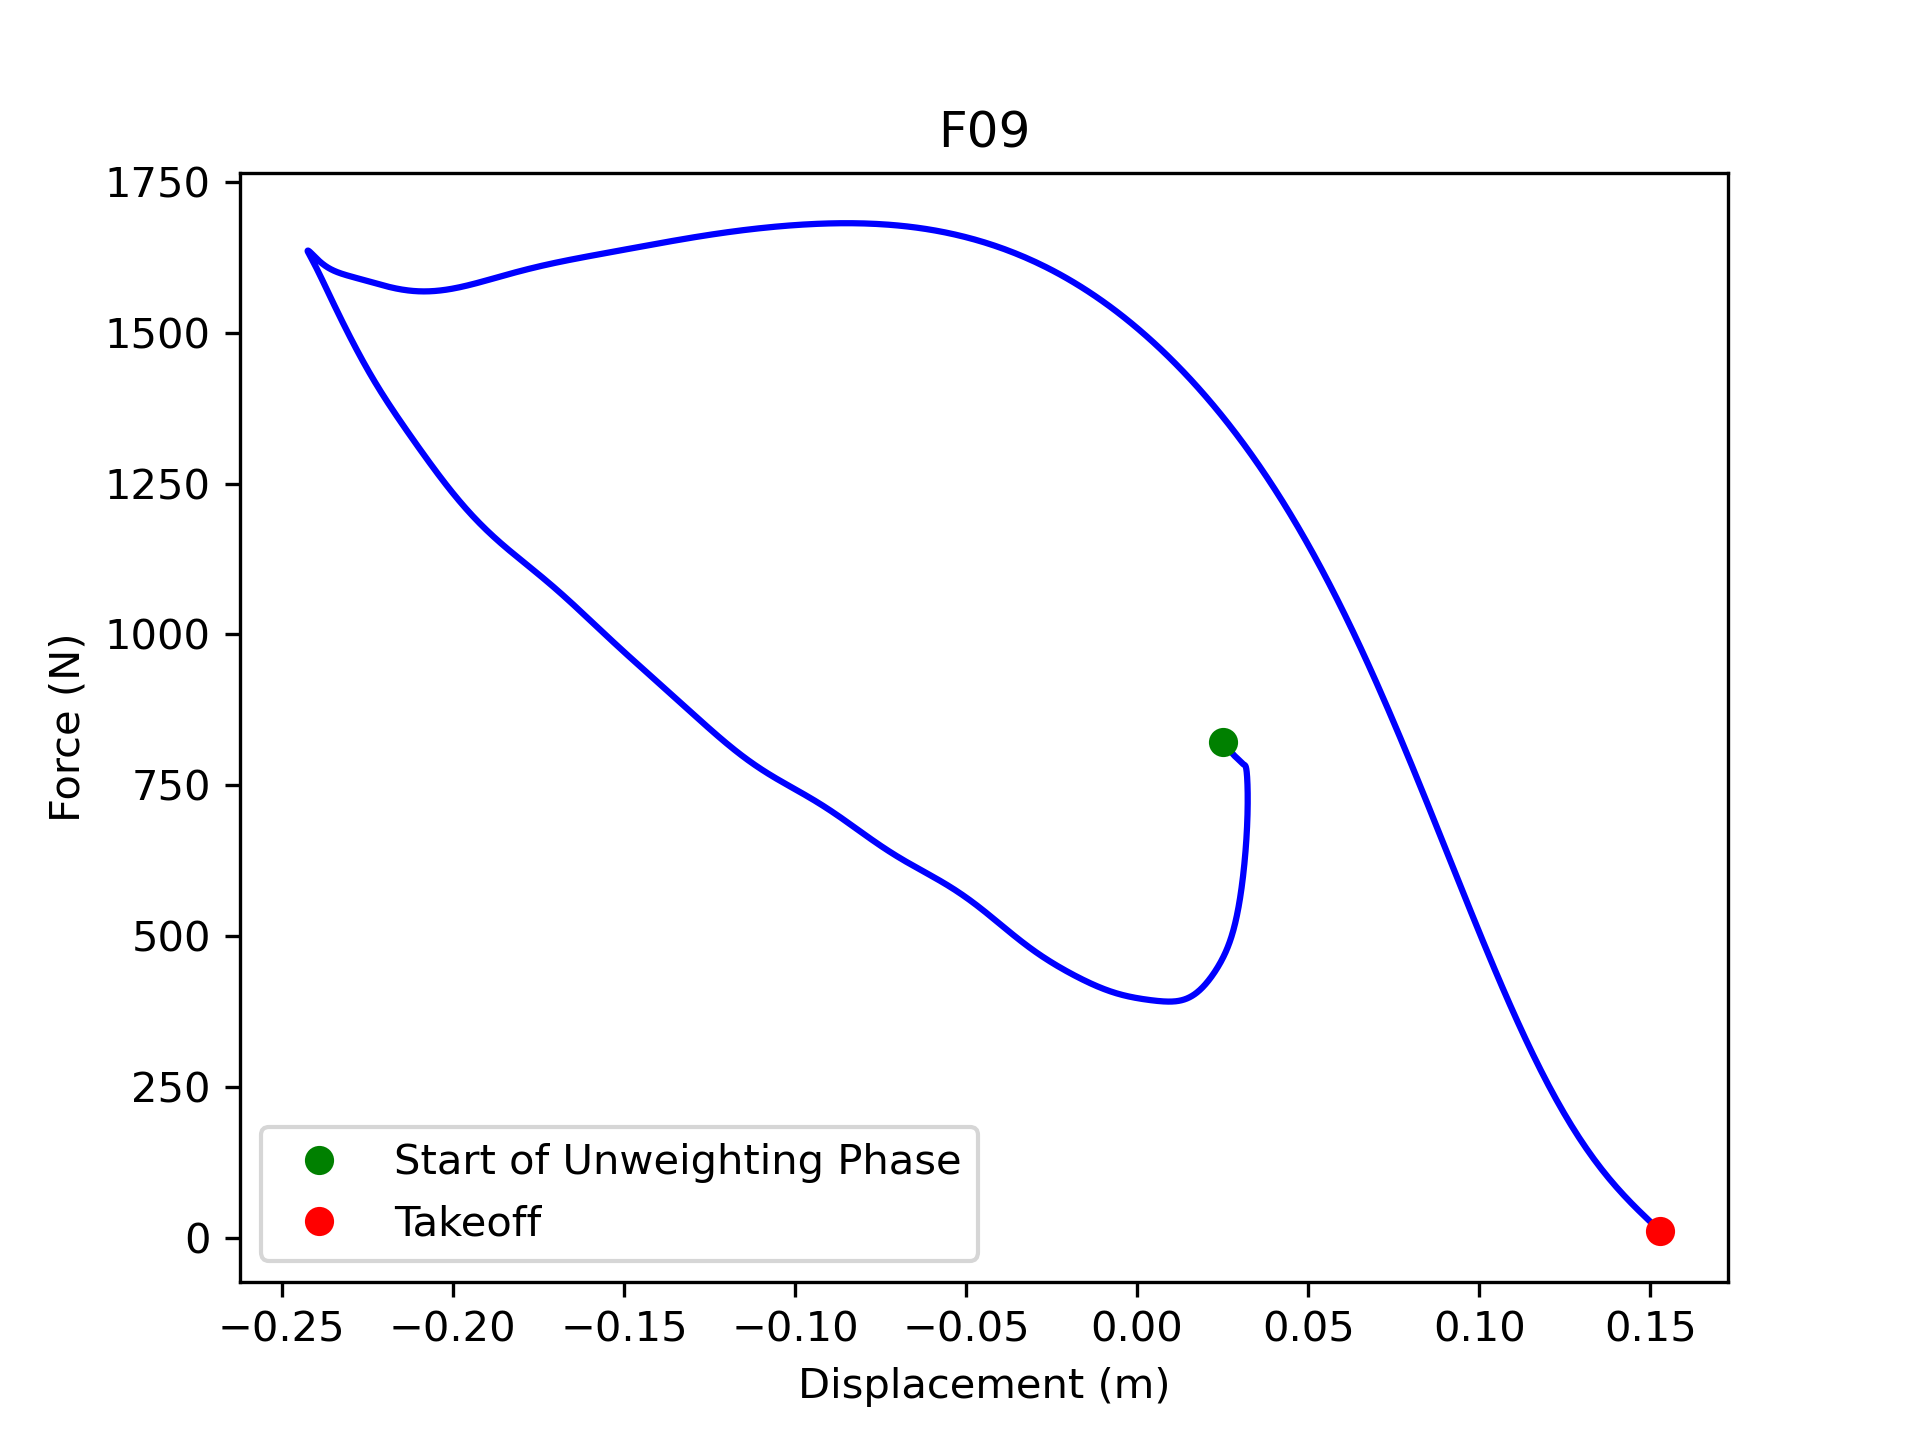 F09
1750
1500
1250
1000
750
500
250
0
Force (N)
Start of Unweighting Phase
Takeoff
−0.25 −0.20 −0.15 −0.10 −0.05 0.00 0.05 0.10 0.15
Displacement (m)